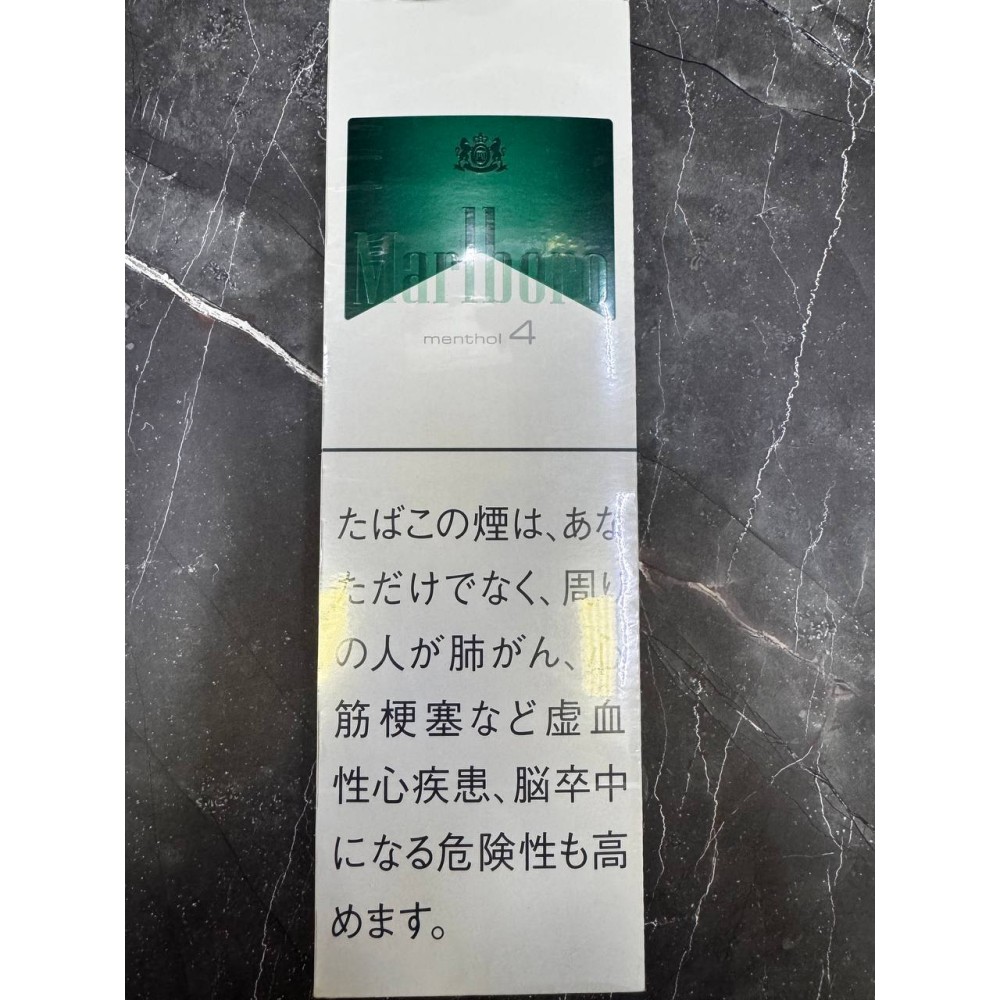 Marlboro
menthol 4
たばこの煙は、あな
ただけでなく、周り
の人が肺がん、心
筋梗塞など虚血
性心疾患、脳卒中
になる危険性も高
めます。